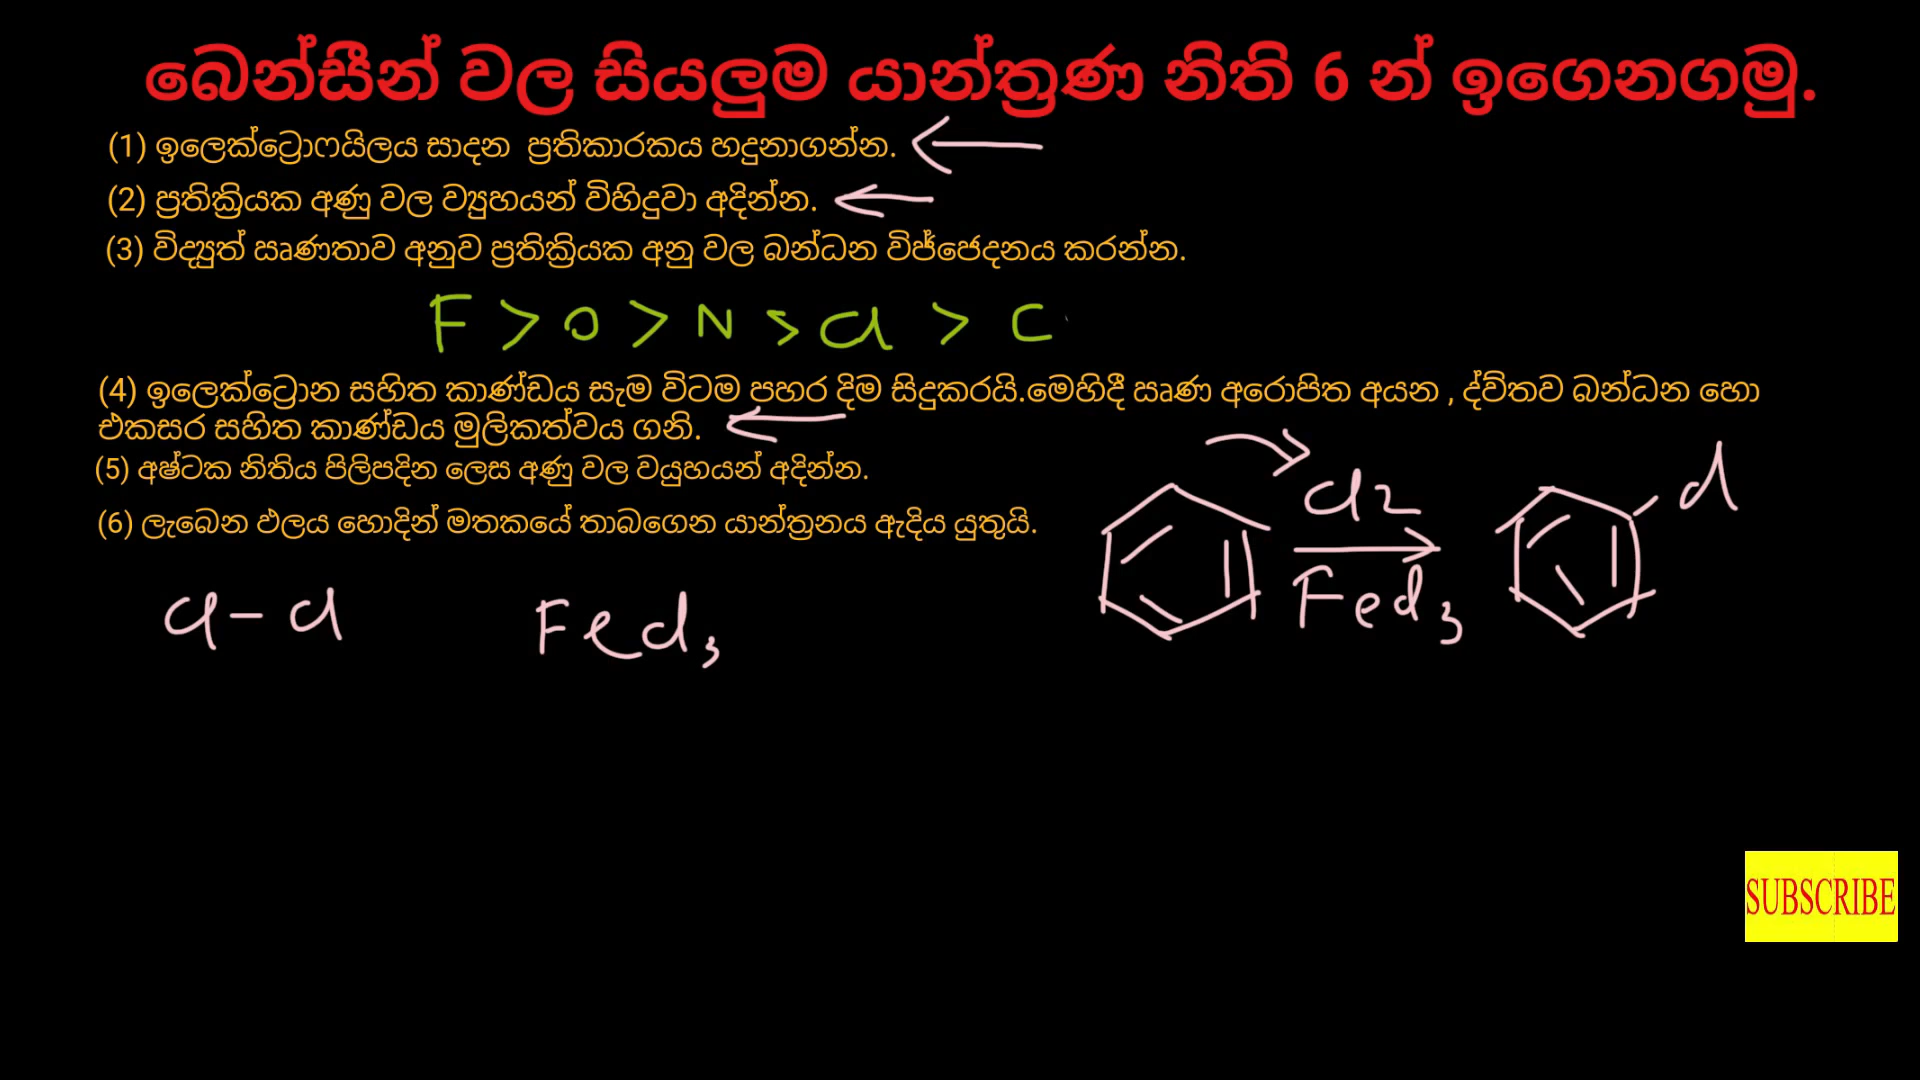 බෙන්සීන් වල සියලුම යාන්ත්‍රණ නිති 6 න් ඉගෙනගමු.
(1) ඉලෙක්ට්‍රොෆයිලය සාදන ප්‍රතිකාරකය හදුනාගන්න.
(2) ප්‍රතික්‍රියක අණු වල ව්‍යුහයන් විහිදුවා අදින්න.
(3) විද්‍යුත් ඍණතාව අනුව ප්‍රතික්‍රියක අනු වල බන්ධන විජ්ජෙදනය කරන්න.
F > O > N > Cl > C
(4) ඉලෙක්ට්‍රොන සහිත කාණ්ඩය සැම විටම පහර දිම සිදුකරයි.මෙහිදී ඍණ අරොපිත අයන , ද්විතව බන්ධන හො
එකසර සහිත කාණ්ඩය මුලිකත්වය ගනි.
(5) අෂ්ටක නිතිය පිලිපදින ලෙස අණු වල වයුහයන් අදින්න.
(6) ලැබෙන ඵලය හොදින් මතකයේ තාබගෙන යාන්ත්‍රනය ඇදිය යුතුයි.
Cl2
FeCl3
Cl
Cl - Cl FeCl3
SUBSCRIBE